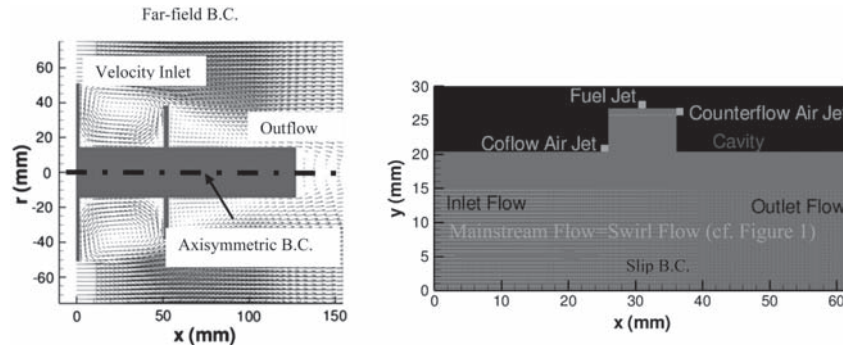 Far-field B.C.
Velocity Inlet
Outflow
Axisymmetric B.C.
r (mm)
60
40
20
0
-20
-40
-60
0
50
100
150
x (mm)
Fuel Jet
Counterflow Air Jet
Coflow Air Jet
Cavity
Inlet Flow
Outlet Flow
Mainstream Flow=Swirl Flow (cf. Figure 1)
Slip B.C.
y (mm)
30
25
20
15
10
5
0
0
10
20
30
40
50
60
x (mm)